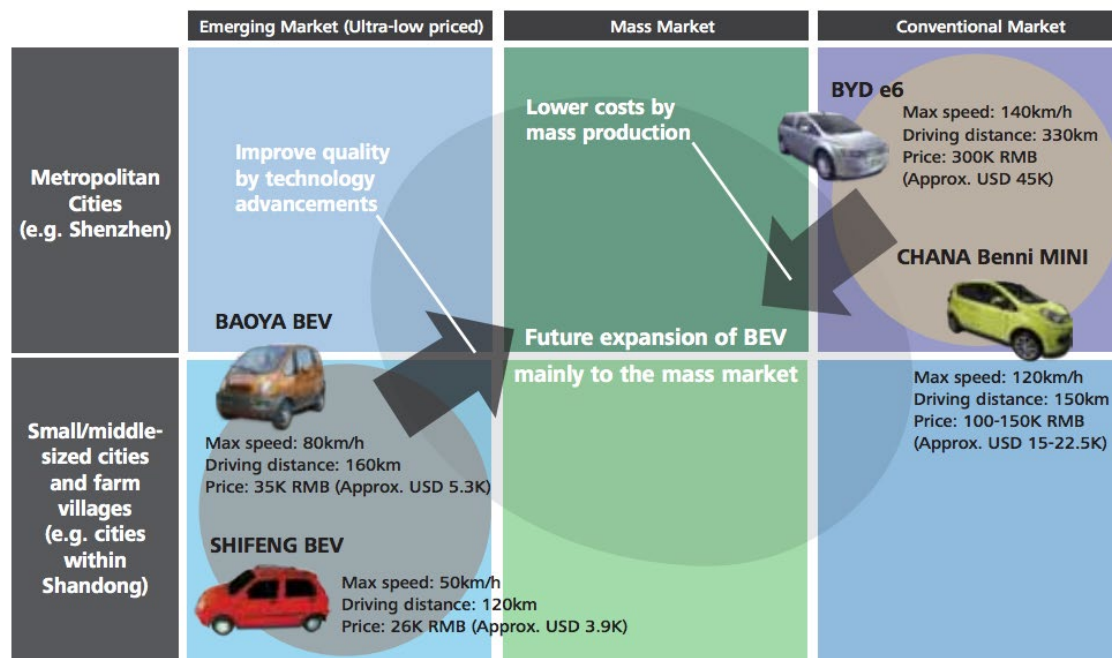 Emerging Market (Ultra-low priced)
Mass Market
Conventional Market
Metropolitan
Cities
(e.g. Shenzhen)
Improve quality
by technology
advancements
Lower costs by
mass production
BYD e6
Max speed: 140km/h
Driving distance: 330km
Price: 300K RMB
(Approx. USD 45K)
CHANA Benni MINI
Max speed: 120km/h
Driving distance: 150km
Price: 100-150K RMB
(Approx. USD 15-22.5K)
BAOYA BEV
Max speed: 80km/h
Driving distance: 160km
Price: 35K RMB (Approx. USD 5.3K)
Future expansion of BEV
mainly to the mass market
Small/middle-
sized cities
and farm
villages
(e.g. cities
within
Shandong)
SHIFENG BEV
Max speed: 50km/h
Driving distance: 120km
Price: 26K RMB (Approx. USD 3.9K)